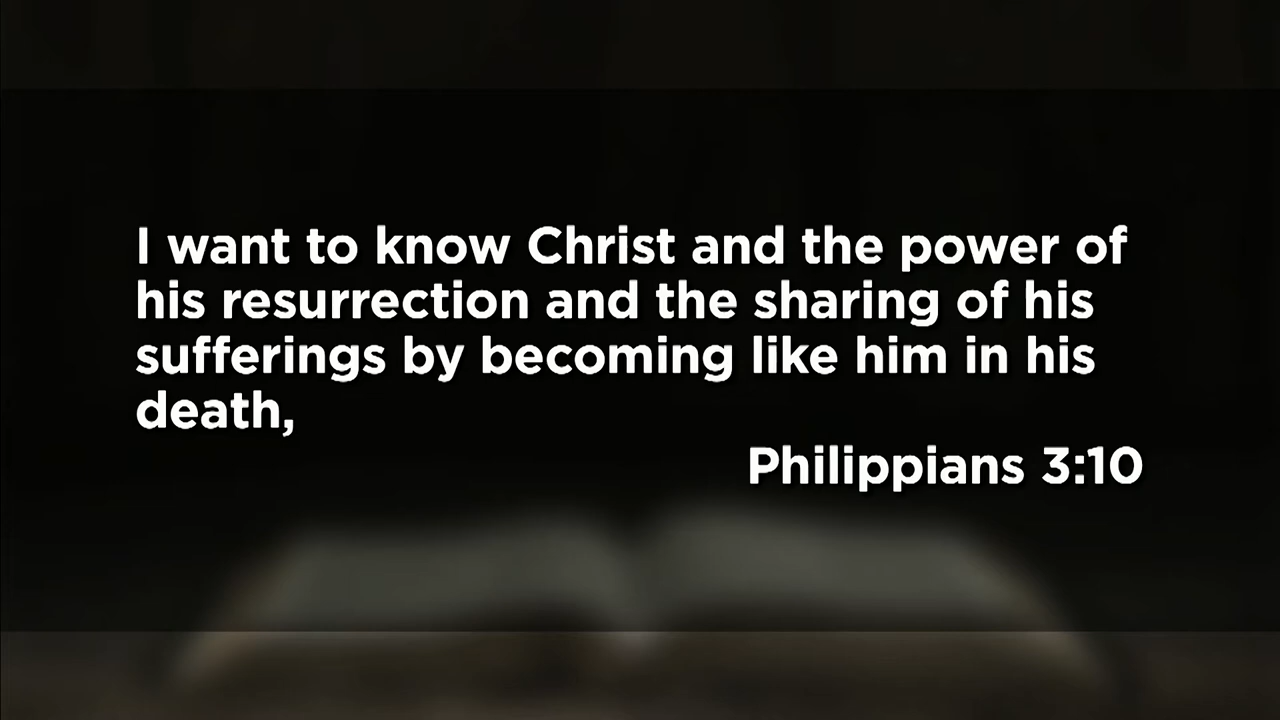 I want to know Christ and the power of
his resurrection and the sharing of his
sufferings by becoming like him in his
death,
Philippians 3:10